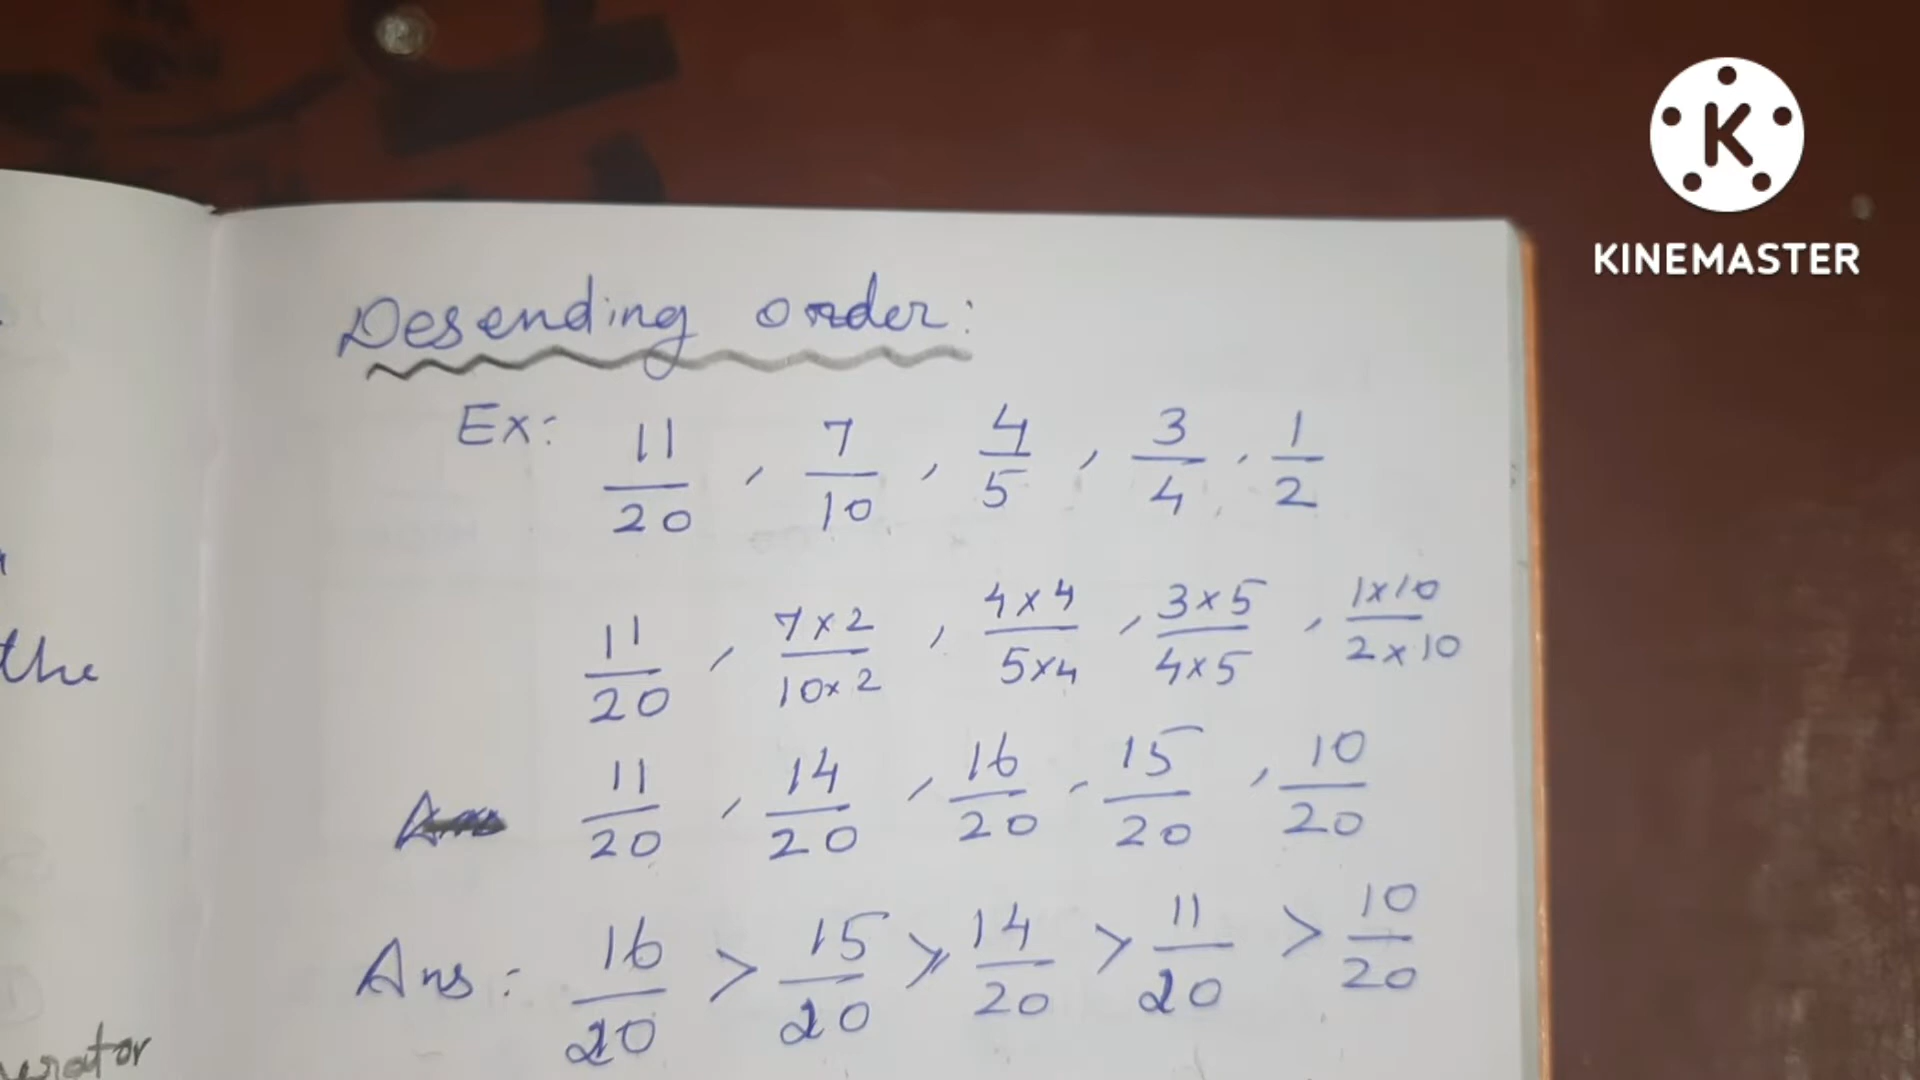 K
KINEMASTER
Desending order:
Ex: 11/20, 7/10, 4/5, 3/4, 1/2
11/20, 7×2/10×2, 4×4/5×4, 3×5/4×5, 1×10/2×10
the
11/20, 14/20, 16/20, 15/20, 10/20
Ans: 16/20 > 15/20 > 14/20 > 11/20 > 10/20